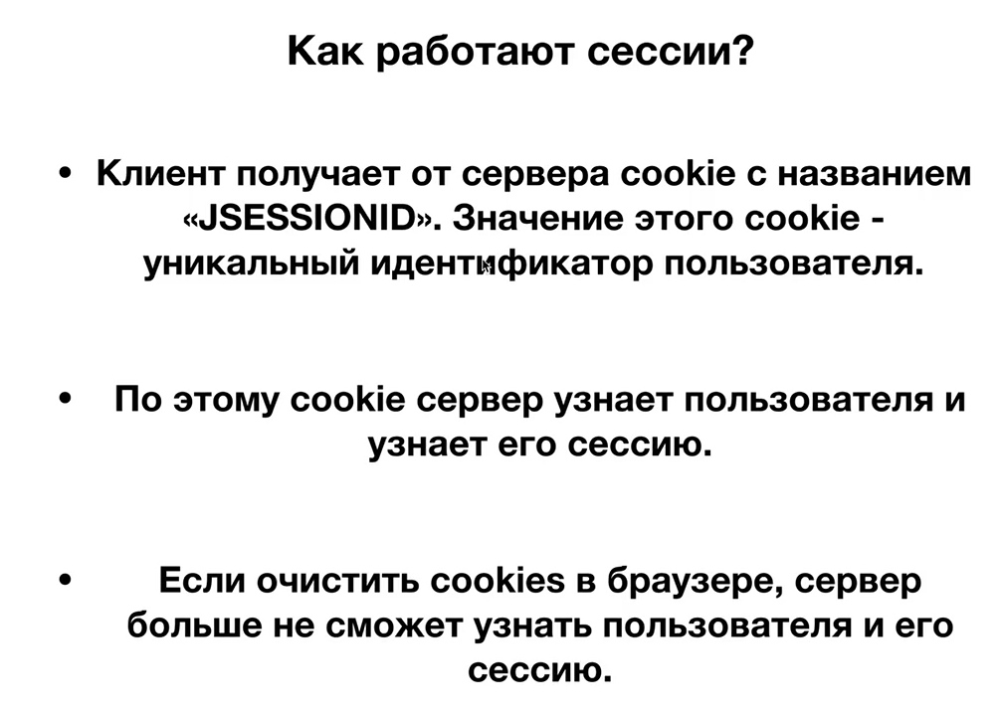 Как работают сессии?
• Клиент получает от сервера cookie с названием
«JSESSIONID». Значение этого cookie -
уникальный идентификатор пользователя.
• По этому cookie сервер узнает пользователя и
узнает его сессию.
• Если очистить cookies в браузере, сервер
больше не сможет узнать пользователя и его
сессию.